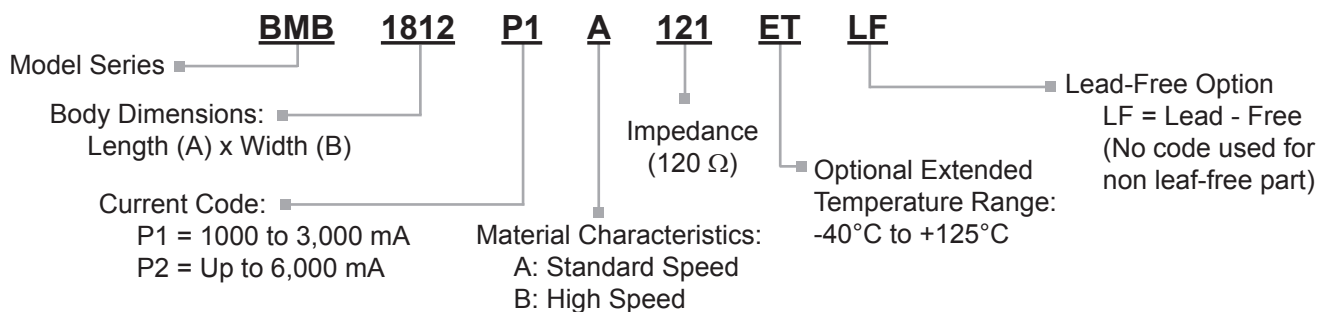 BMB 1812 P1 A 121 ET LF
Model Series
Body Dimensions:
Length (A) x Width (B)
Current Code:
P1 = 1000 to 3,000 mA
P2 = Up to 6,000 mA
Material Characteristics:
A: Standard Speed
B: High Speed
Impedance
(120 Ω)
Optional Extended
Temperature Range:
-40°C to +125°C
Lead-Free Option
LF = Lead - Free
(No code used for
non leaf-free part)